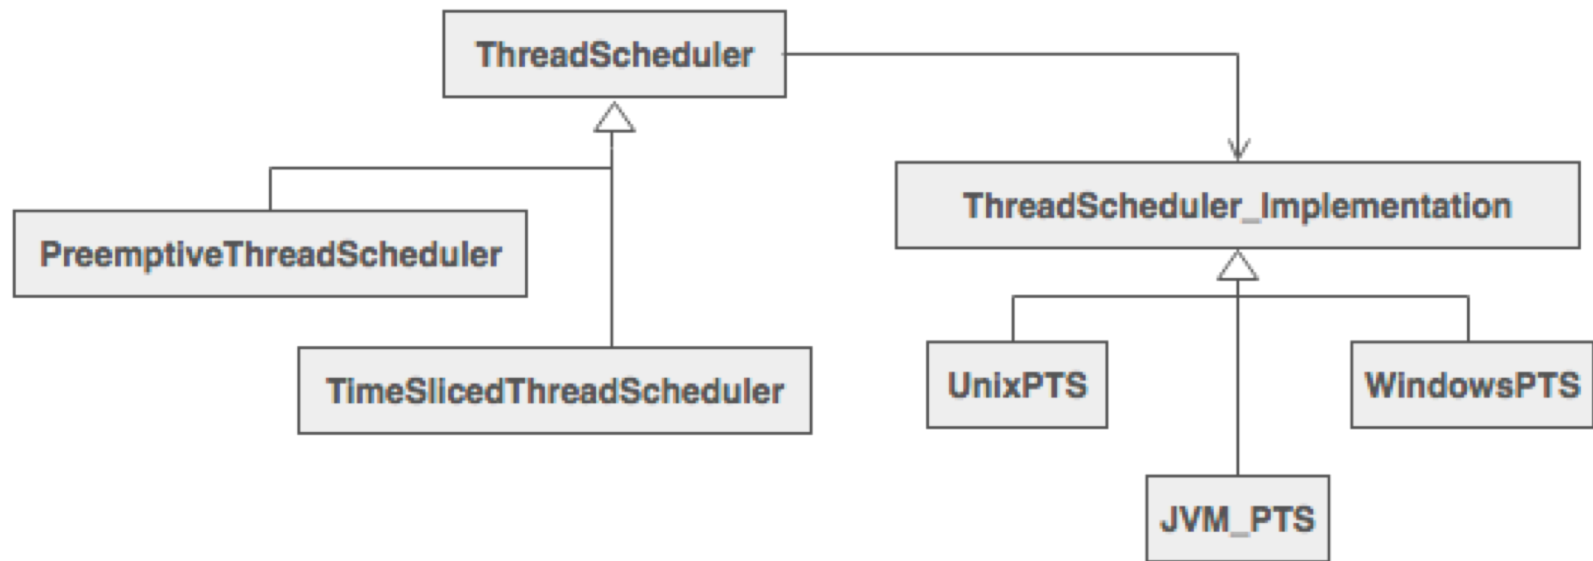 ThreadScheduler
ThreadScheduler_Implementation
PreemptiveThreadScheduler
TimeSlicedThreadScheduler
UnixPTS
WindowsPTS
JVM_PTS